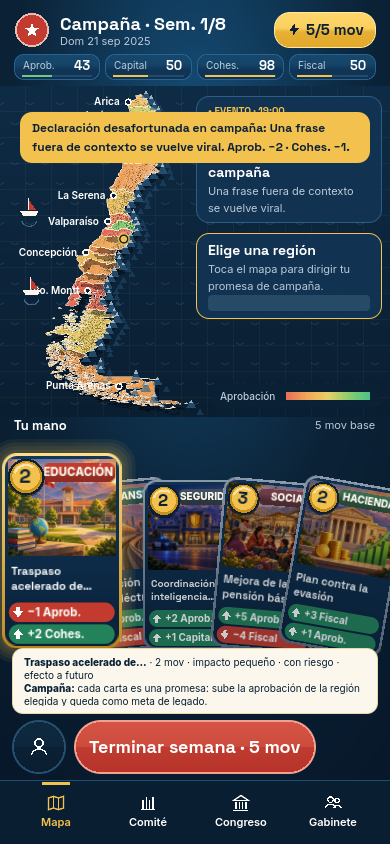 Campaña · Sem. 1/8
Dom 21 sep 2025
5/5 mov
Aprob. 43
Capital 50
Cohes. 98
Fiscal 50
Arica
EVENTO · 19:00
Declaración desafortunada en campaña: Una frase
fuera de contexto se vuelve viral. Aprob. −2 · Cohes. −1.
campaña
Una frase fuera de contexto
se vuelve viral.
La Serena
Valparaíso
Concepción
Pto. Montt
Punta Arenas
Elige una región
Toca el mapa para dirigir tu
promesa de campaña.
Aprobación
Tu mano
5 mov base
2
EDUCACIÓN
Traspaso
acelerado de...
−1 Aprob.
+2 Cohes.
2
SEGURID
Coordinación
inteligencia...
+2 Aprob.
+1 Capital
3
SOCIA
Mejora de la
pensión bás
+5 Aprob
−4 Fiscal
2
HACIENDA
Plan contra la
evasión
+3 Fiscal
+1 Aprob.
Traspaso acelerado de... · 2 mov · impacto pequeño · con riesgo ·
efecto a futuro
Campaña: cada carta es una promesa: sube la aprobación de la región
elegida y queda como meta de legado.
Terminar semana · 5 mov
Mapa
Comité
Congreso
Gabinete